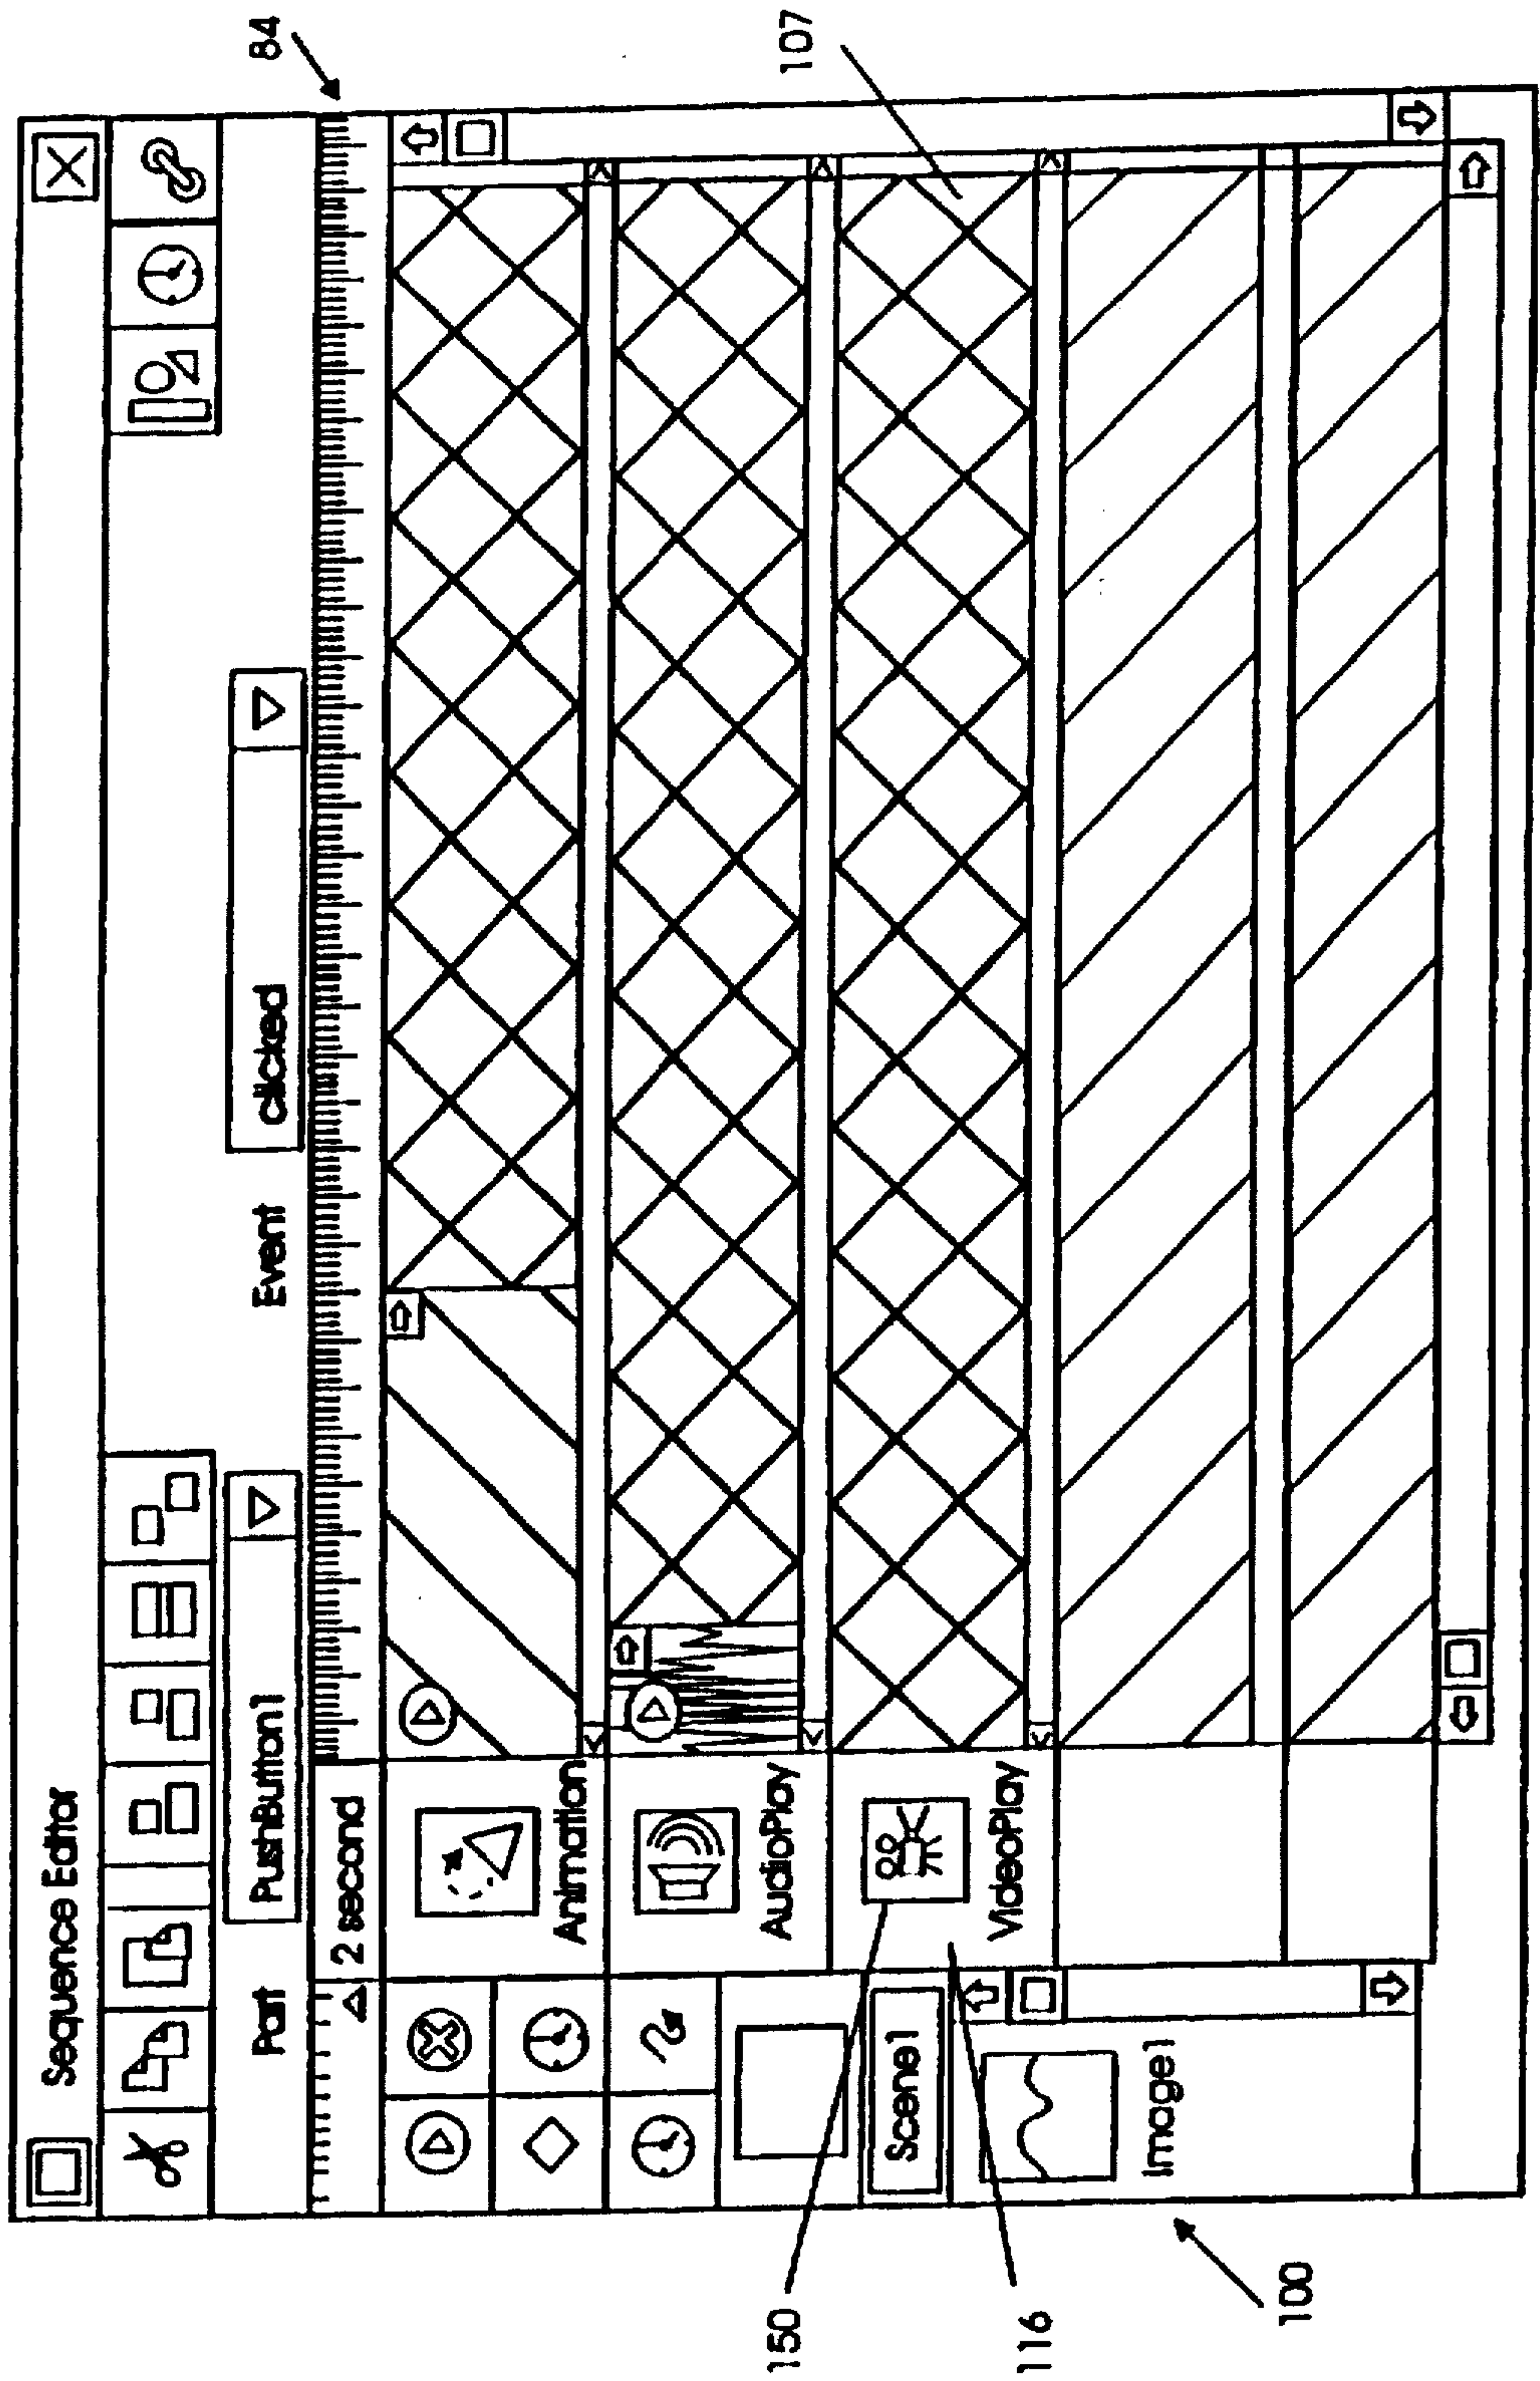 Sequence Editor
84
Part PushButton1 Event clicked
2 second
Animation
107
AudioPlay
Scene1
VideoPlay
Image1
150
116
100